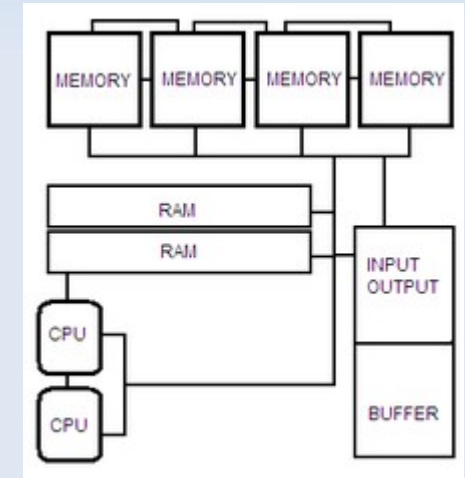 MEMORY MEMORY MEMORY MEMORY
RAM
RAM
INPUT
OUTPUT
CPU
CPU
BUFFER